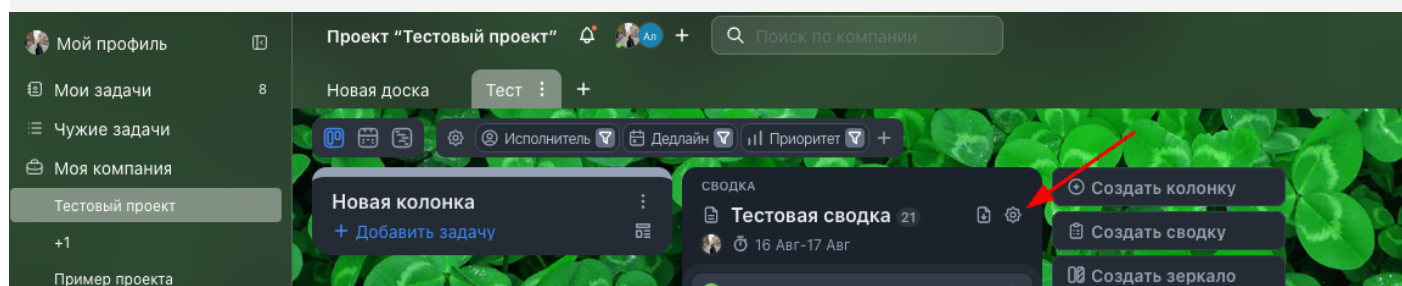 Мой профиль
Мои задачи 8
Чужие задачи
Моя компания
Тестовый проект
+1
Пример проекта
Проект “Тестовый проект” Ал + Поиск по компании
Новая доска Тест +
Исполнитель Дедлайн Приоритет +
Новая колонка
+ Добавить задачу
СВОДКА
Тестовая сводка 21
16 Авг-17 Авг
Создать колонку
Создать сводку
Создать зеркало